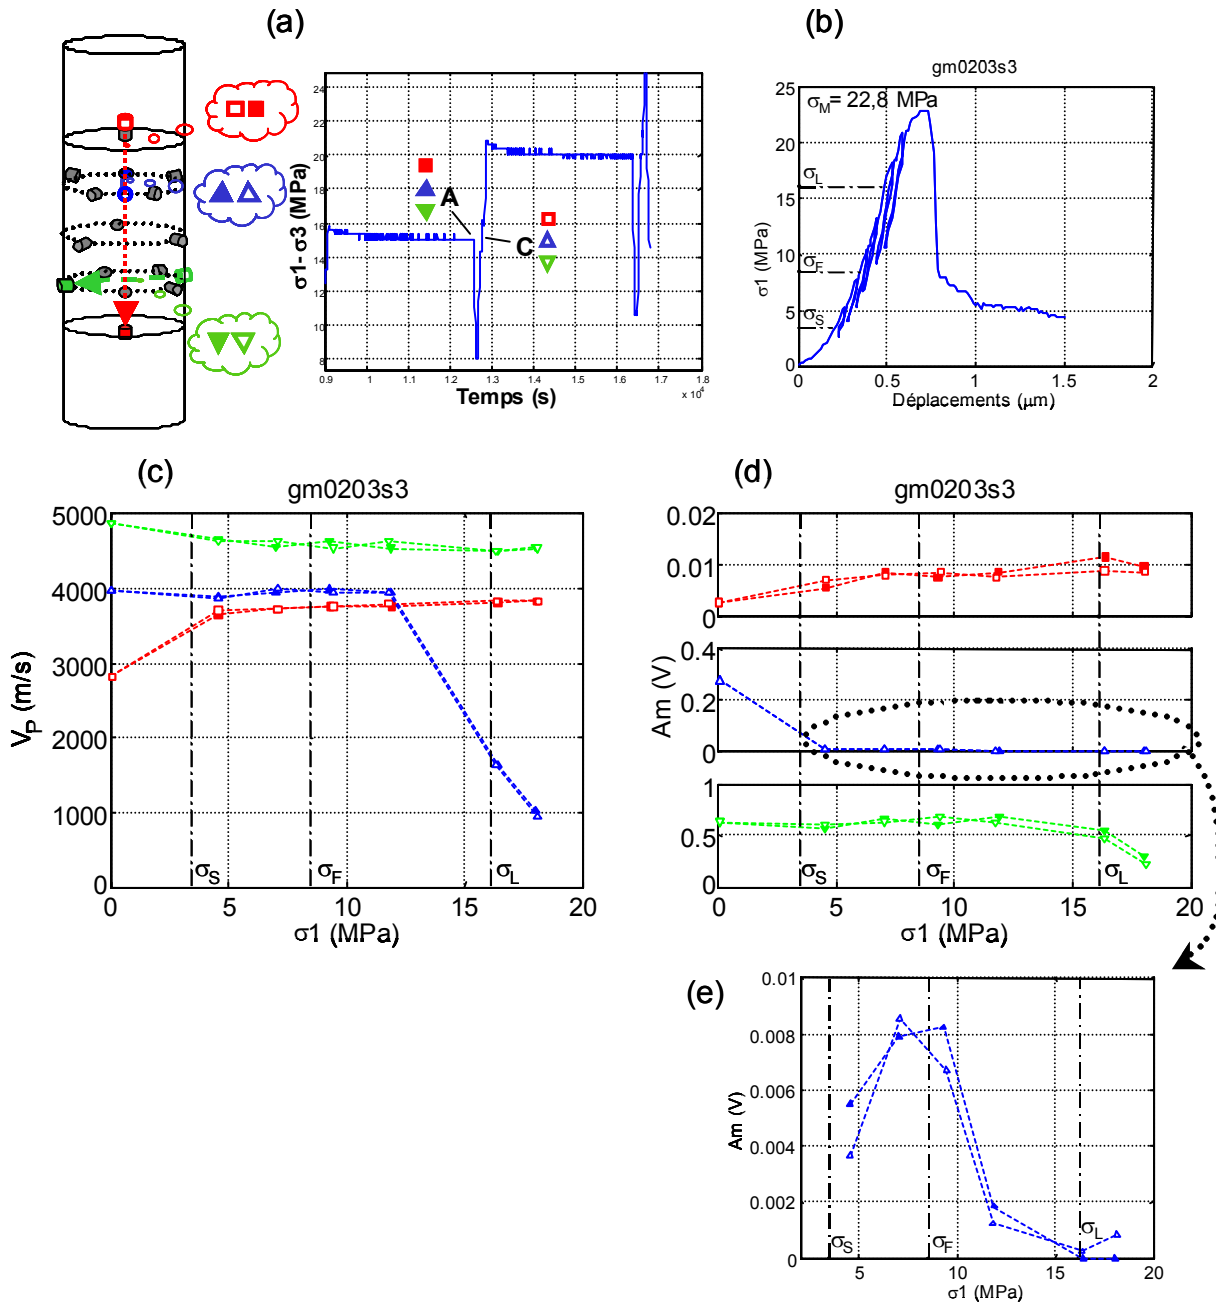 (a)
σ1- σ3 (MPa)
24
22
20
18
16
14
12
10
8
A
C
0.9 1 1.1 1.2 1.3 1.4 1.5 1.6 1.7 1.8
x 10⁴
Temps (s)
(b)
gm0203s3
σM= 22,8 MPa
σL
σF
σS
σ1 (MPa)
25
20
15
10
5
0
0 0.5 1 1.5 2
Déplacements (μm)
(c)
gm0203s3
VP (m/s)
5000
4000
3000
2000
1000
0
σS σF σL
0 5 10 15 20
σ1 (MPa)
(d)
gm0203s3
Am (V)
0.02
0.01
0
0.4
0.2
0
1
0.5
0
σS σF σL
0 5 10 15 20
σ1 (MPa)
(e)
Am (V)
0.01
0.008
0.006
0.004
0.002
0
σS σF σL
5 10 15 20
σ1 (MPa)